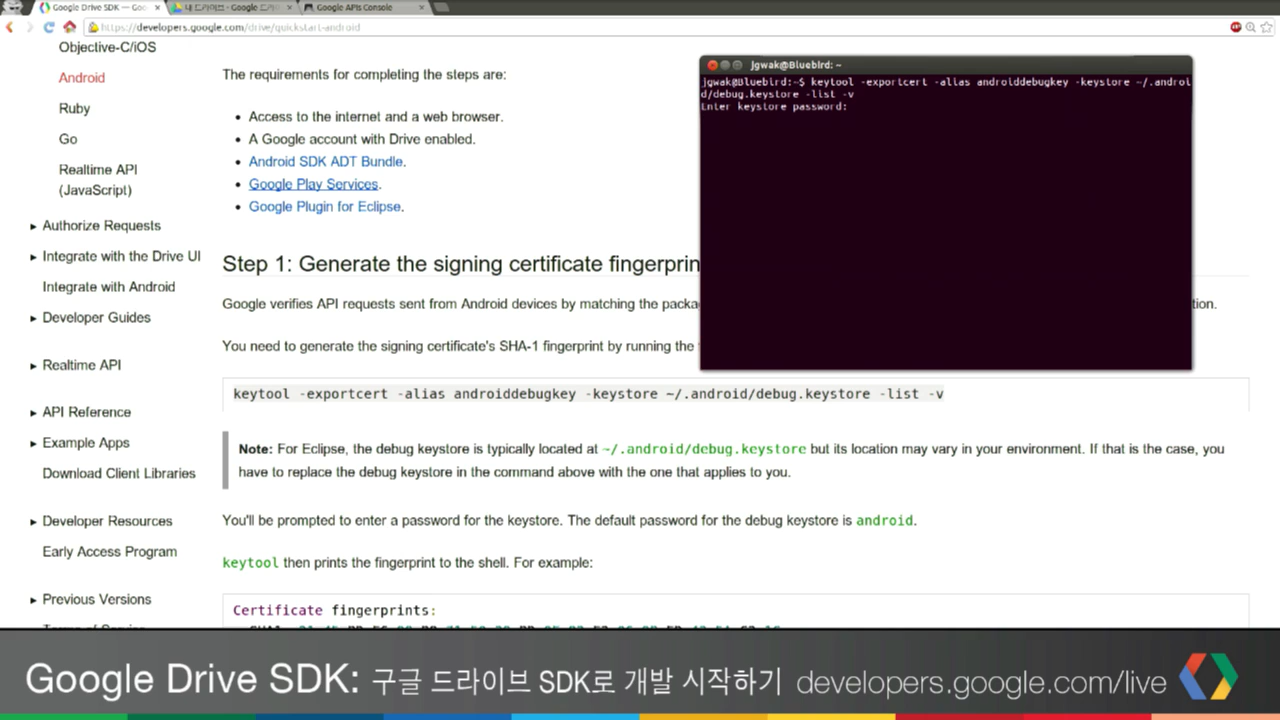 Google Drive SDK — Goo
내 드라이브 - Google 드라이
Google APIs Console
https://developers.google.com/drive/quickstart-android
Objective-C/iOS
Android
Ruby
Go
Realtime API
(JavaScript)
Authorize Requests
Integrate with the Drive UI
Integrate with Android
Developer Guides
Realtime API
API Reference
Example Apps
Download Client Libraries
Developer Resources
Early Access Program
Previous Versions
The requirements for completing the steps are:
Access to the internet and a web browser.
A Google account with Drive enabled.
Android SDK ADT Bundle.
Google Play Services.
Google Plugin for Eclipse.
Step 1: Generate the signing certificate fingerprin
Google verifies API requests sent from Android devices by matching the packa
tion.
You need to generate the signing certificate's SHA-1 fingerprint by running the
keytool -exportcert -alias androiddebugkey -keystore ~/.android/debug.keystore -list -v
Note: For Eclipse, the debug keystore is typically located at ~/.android/debug.keystore but its location may vary in your environment. If that is the case, you
have to replace the debug keystore in the command above with the one that applies to you.
You'll be prompted to enter a password for the keystore. The default password for the debug keystore is android.
keytool then prints the fingerprint to the shell. For example:
Certificate fingerprints:
jgwak@Bluebird: ~
jgwak@Bluebird:~$ keytool -exportcert -alias androiddebugkey -keystore ~/.androi
d/debug.keystore -list -v
Enter keystore password:
Google Drive SDK: 구글 드라이브 SDK로 개발 시작하기 developers.google.com/live